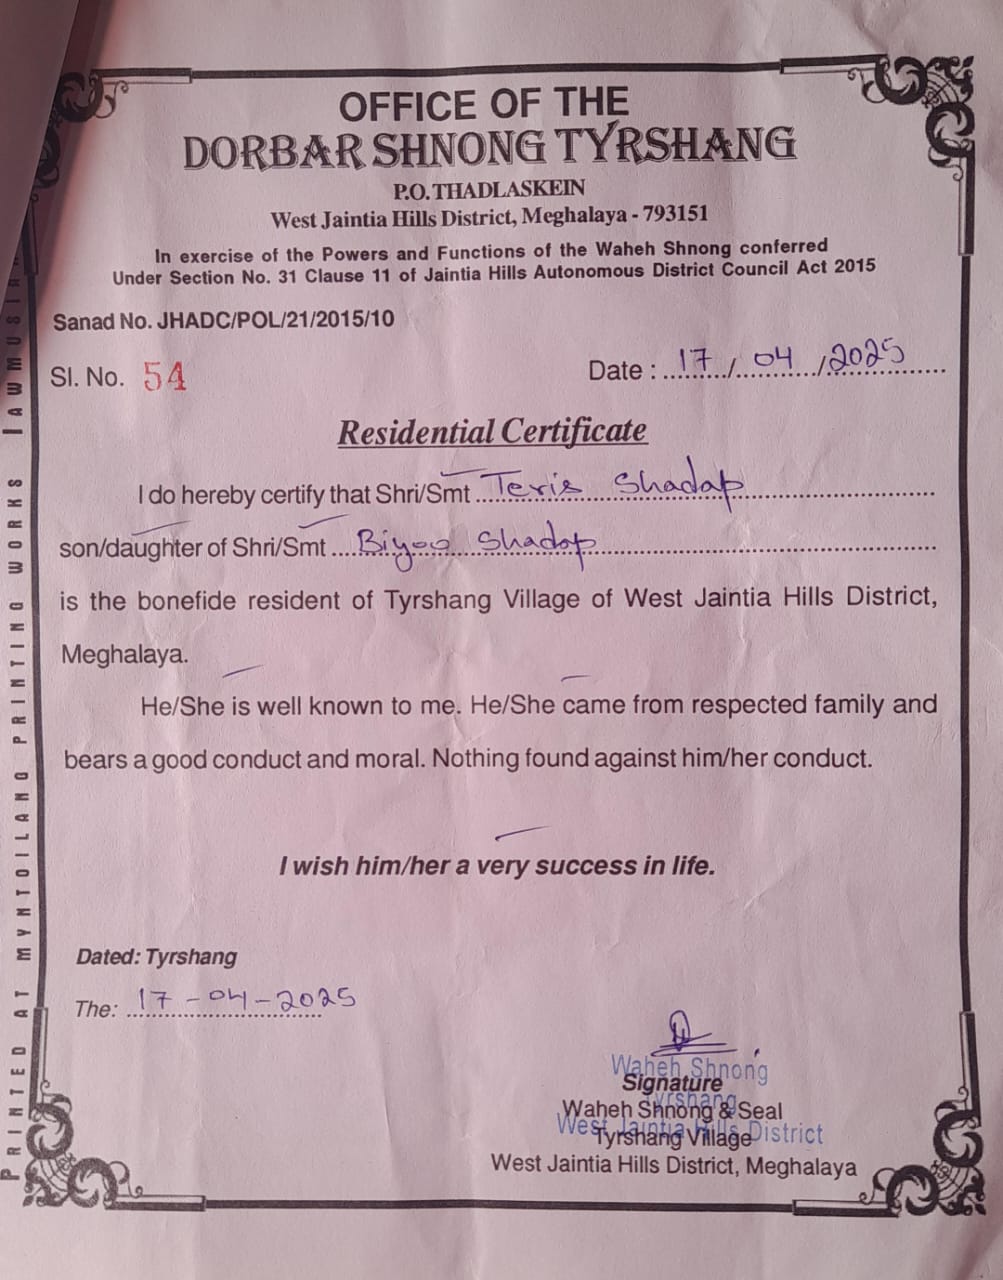 OFFICE OF THE
DORBAR SHNONG TYRSHANG
P.O. THADLASKEIN
West Jaintia Hills District, Meghalaya - 793151
In exercise of the Powers and Functions of the Waheh Shnong conferred
Under Section No. 31 Clause 11 of Jaintia Hills Autonomous District Council Act 2015
Sanad No. JHADC/POL/21/2015/10
Sl. No. 54
Date : 17/04/2025
Residential Certificate
I do hereby certify that Shri/Smt Teris Shadap
son/daughter of Shri/Smt Biyoo Shadap
is the bonefide resident of Tyrshang Village of West Jaintia Hills District,
Meghalaya.
He/She is well known to me. He/She came from respected family and
bears a good conduct and moral. Nothing found against him/her conduct.
I wish him/her a very success in life.
Dated: Tyrshang
The: 17-04-2025
Waheh Shnong
Signature
Tyrshang
Waheh Shnong & Seal
West Jaintia Hills District
Tyrshang Village
West Jaintia Hills District, Meghalaya
PRINTED AT MYNTOILANG PRINTING WORKS IAWMUSIA